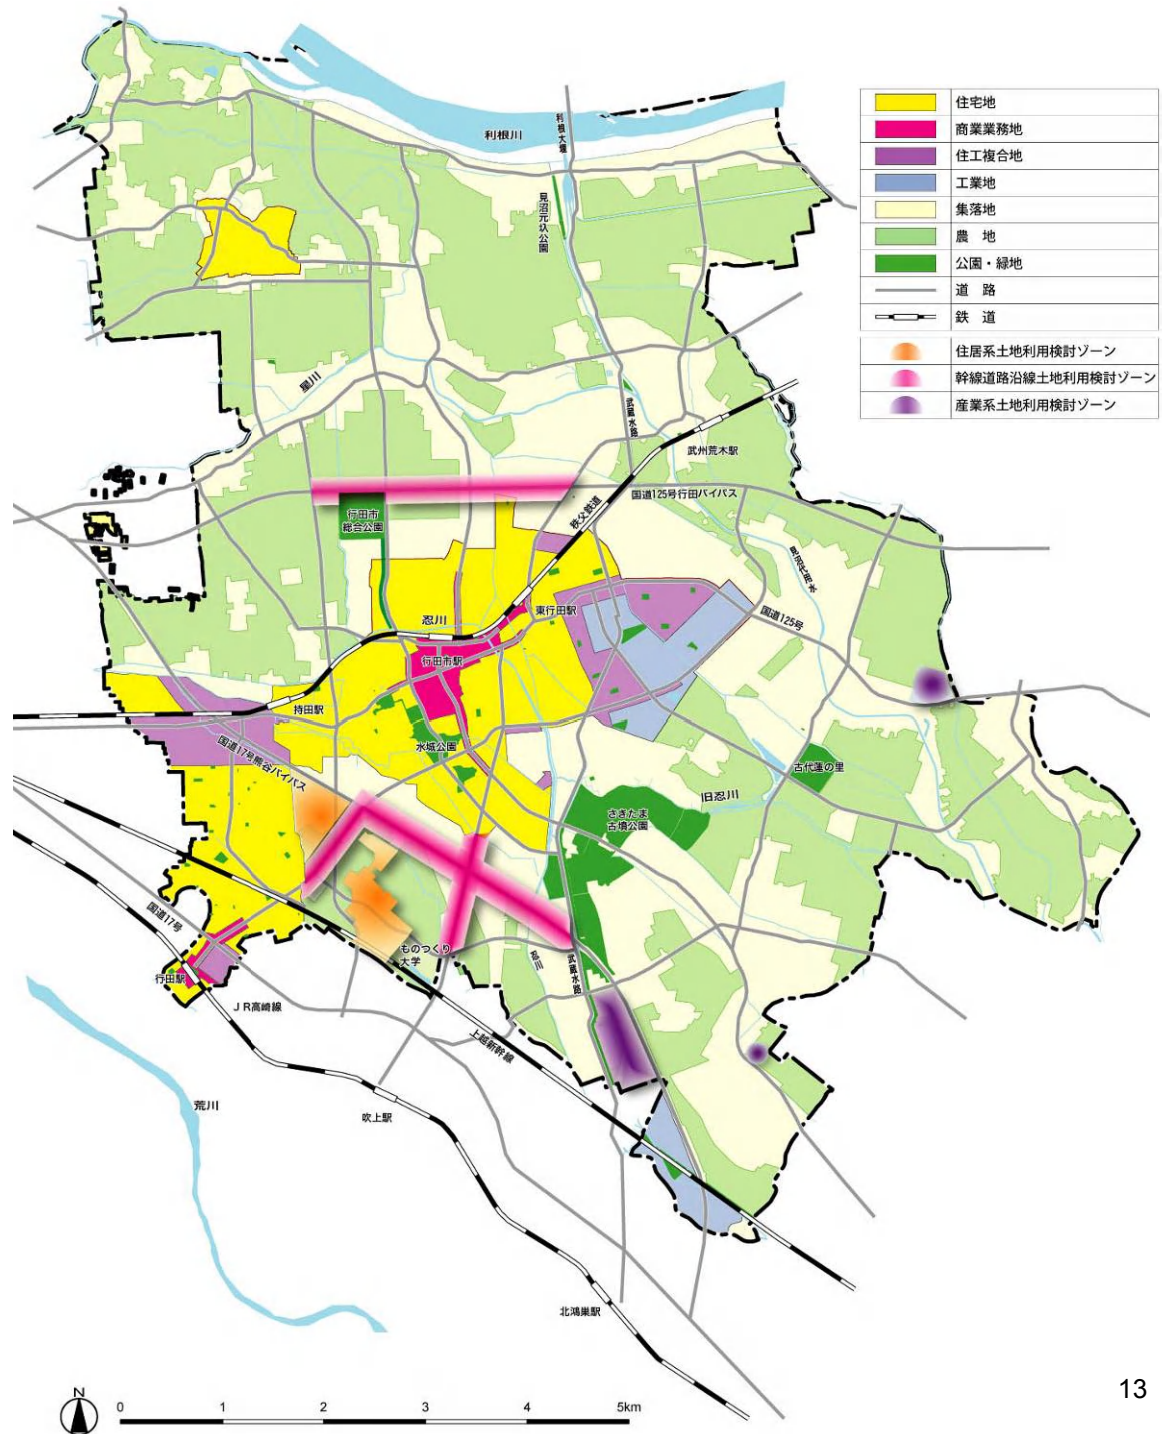 利根川
利根大堰
見沼元圦公園
住宅地
商業業務地
住工複合地
工業地
集落地
農 地
公園・緑地
道 路
鉄 道
住居系土地利用検討ゾーン
幹線道路沿線土地利用検討ゾーン
産業系土地利用検討ゾーン
星川
武蔵水路
武州荒木駅
国道125号行田バイパス
行田市
総合公園
秩父鉄道
忍川
東行田駅
国道125号
行田市駅
持田駅
水城公園
国道17号熊谷バイパス
古代蓮の里
旧忍川
さきたま
古墳公園
国道17号
ものつくり
大学
忍川
武蔵水路
行田駅
JR高崎線
上越新幹線
荒川
吹上駅
北鴻巣駅
N
0 1 2 3 4 5km
13